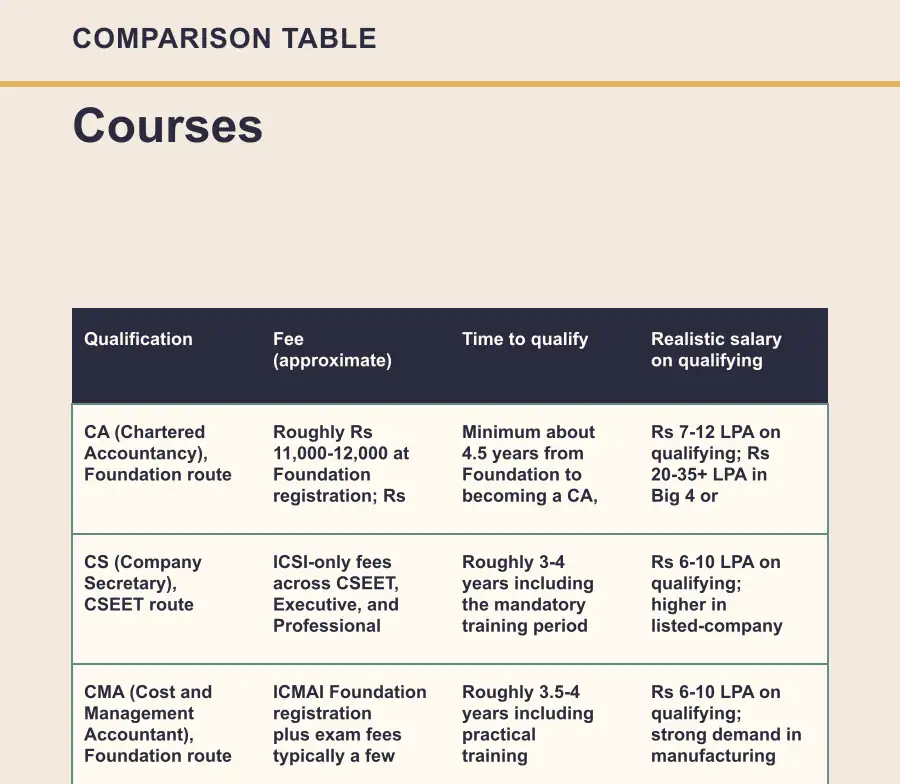 COMPARISON TABLE
Courses
Qualification
Fee
(approximate)
Time to qualify
Realistic salary
on qualifying
CA (Chartered
Accountancy),
Foundation route
Roughly Rs
11,000-12,000 at
Foundation
registration; Rs
Minimum about
4.5 years from
Foundation to
becoming a CA,
Rs 7-12 LPA on
qualifying; Rs
20-35+ LPA in
Big 4 or
CS (Company
Secretary),
CSEET route
ICSI-only fees
across CSEET,
Executive, and
Professional
Roughly 3-4
years including
the mandatory
training period
Rs 6-10 LPA on
qualifying;
higher in
listed-company
CMA (Cost and
Management
Accountant),
Foundation route
ICMAI Foundation
registration
plus exam fees
typically a few
Roughly 3.5-4
years including
practical
training
Rs 6-10 LPA on
qualifying;
strong demand in
manufacturing